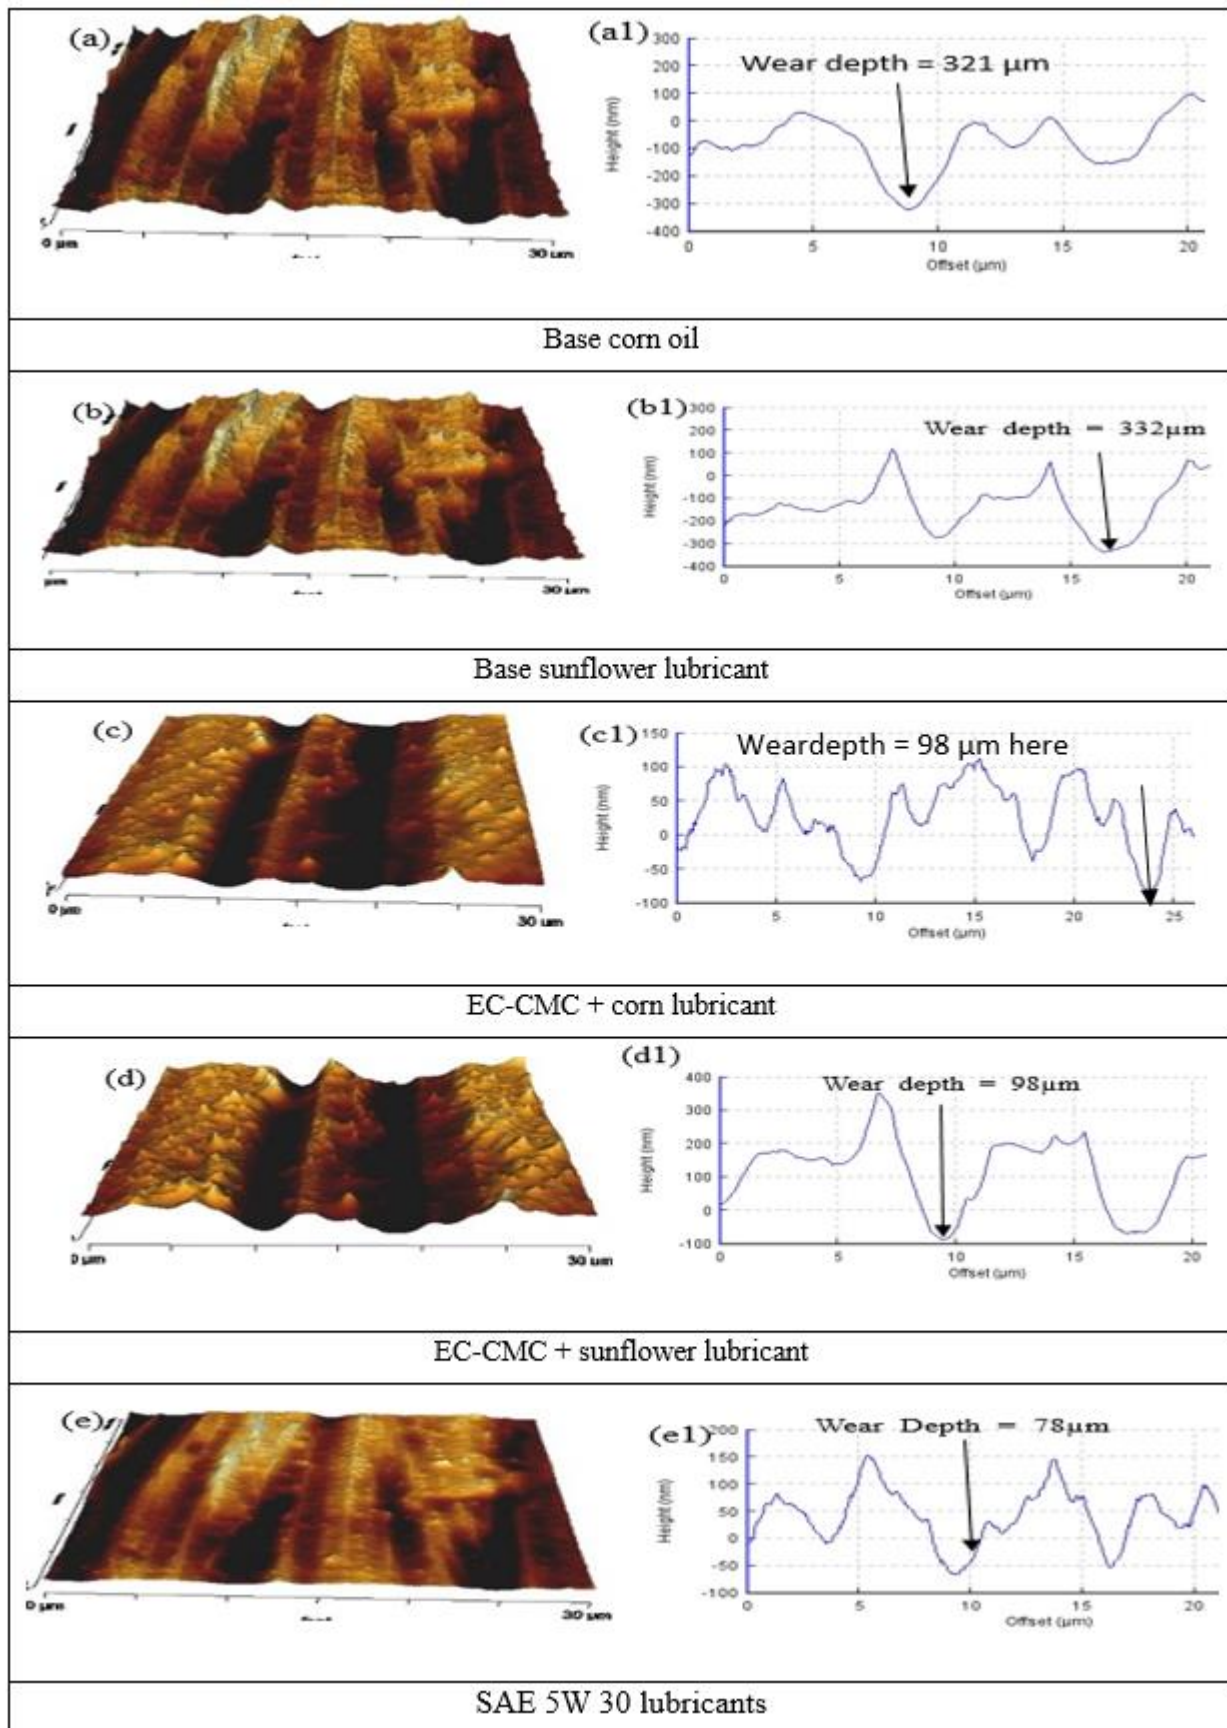 (a)
0 µm
30 µm
(a1)
Wear depth = 321 µm
Height (nm)
300
200
100
0
-100
-200
-300
-400
0 5 10 15 20
Offset (µm)
Base corn oil
(b)
µm
30 µm
(b1)
Wear depth = 332µm
Height (nm)
300
200
100
0
-100
-200
-300
-400
0 5 10 15 20
Offset (µm)
Base sunflower lubricant
(c)
0 µm
30 µm
(c1)
Weardepth = 98 µm here
Height (nm)
150
100
50
0
-50
-100
0 5 10 15 20 25
Offset (µm)
EC-CMC + corn lubricant
(d)
0 µm
30 µm
(d1)
Wear depth = 98µm
Height (nm)
400
300
200
100
0
-100
0 5 10 15 20
Offset (µm)
EC-CMC + sunflower lubricant
(e)
0 µm
30 µm
(e1)
Wear Depth = 78µm
Height (nm)
200
150
100
50
0
-50
-100
0 5 10 15 20
Offset (µm)
SAE 5W 30 lubricants